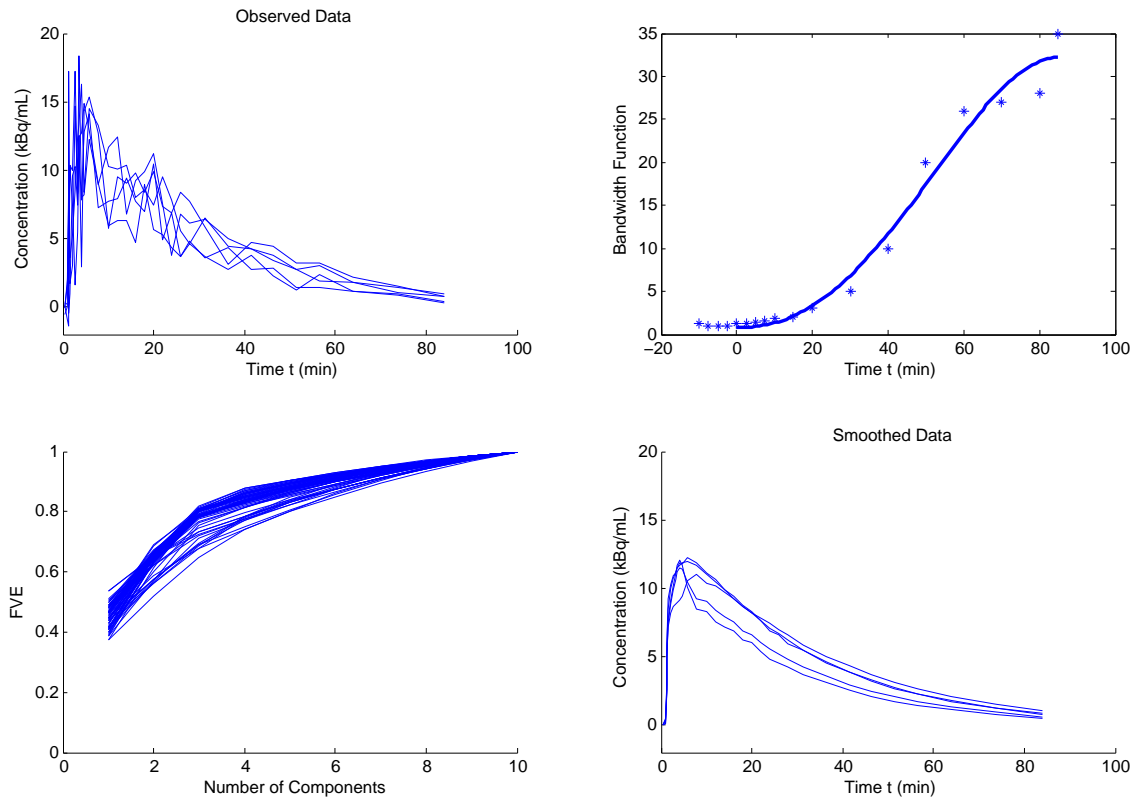 Observed Data
20
15
10
5
0
Concentration (kBq/mL)
0 20 40 60 80 100
Time t (min)
35
30
25
20
15
10
5
0
Bandwidth Function
−20 0 20 40 60 80 100
Time t (min)
1
0.8
0.6
0.4
0.2
0
FVE
0 2 4 6 8 10
Number of Components
Smoothed Data
20
15
10
5
0
Concentration (kBq/mL)
0 20 40 60 80 100
Time t (min)